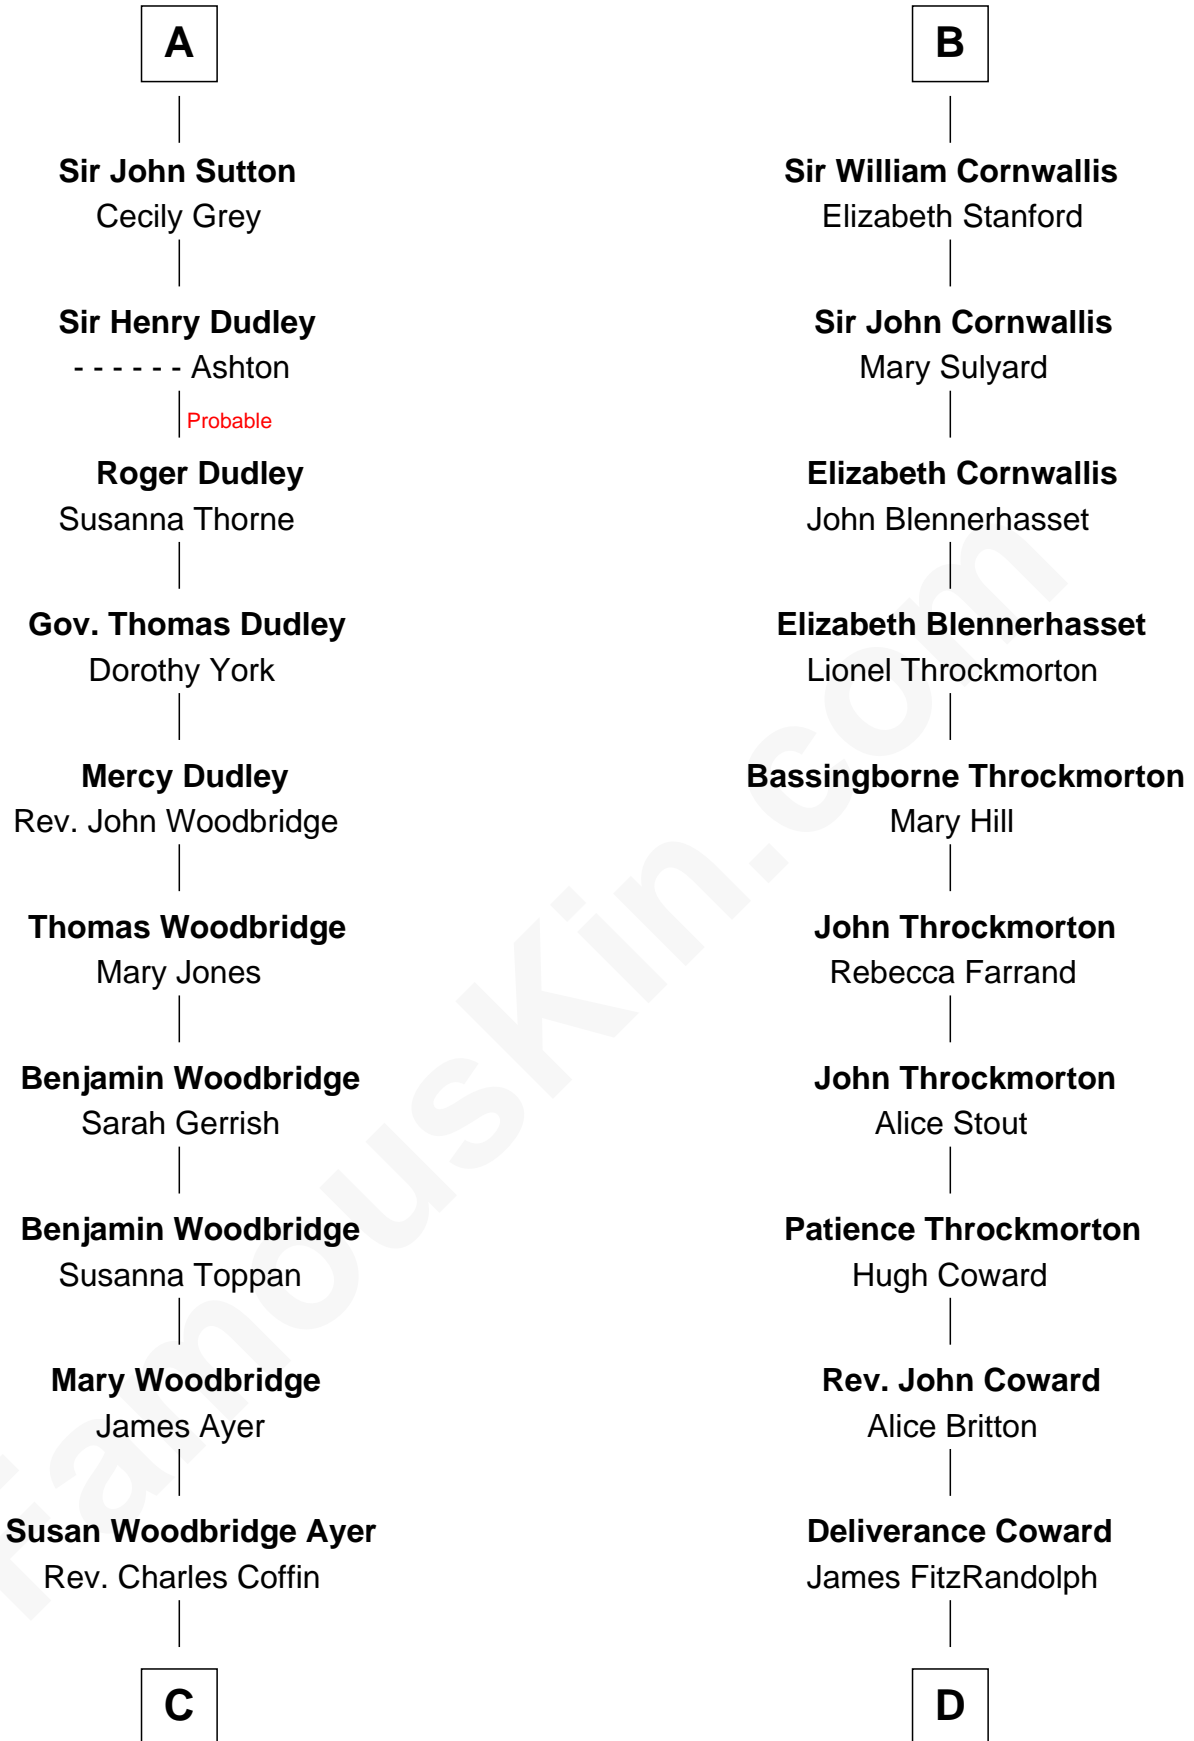 A
Sir John Sutton
Cecily Grey
Sir Henry Dudley
- - - - - - Ashton
Probable
Roger Dudley
Susanna Thorne
Gov. Thomas Dudley
Dorothy York
Mercy Dudley
Rev. John Woodbridge
Thomas Woodbridge
Mary Jones
Benjamin Woodbridge
Sarah Gerrish
Benjamin Woodbridge
Susanna Toppan
Mary Woodbridge
James Ayer
Susan Woodbridge Ayer
Rev. Charles Coffin
C
B
Sir William Cornwallis
Elizabeth Stanford
Sir John Cornwallis
Mary Sulyard
Elizabeth Cornwallis
John Blennerhasset
Elizabeth Blennerhasset
Lionel Throckmorton
Bassingborne Throckmorton
Mary Hill
John Throckmorton
Rebecca Farrand
John Throckmorton
Alice Stout
Patience Throckmorton
Hugh Coward
Rev. John Coward
Alice Britton
Deliverance Coward
James FitzRandolph
D
FamousKin.com